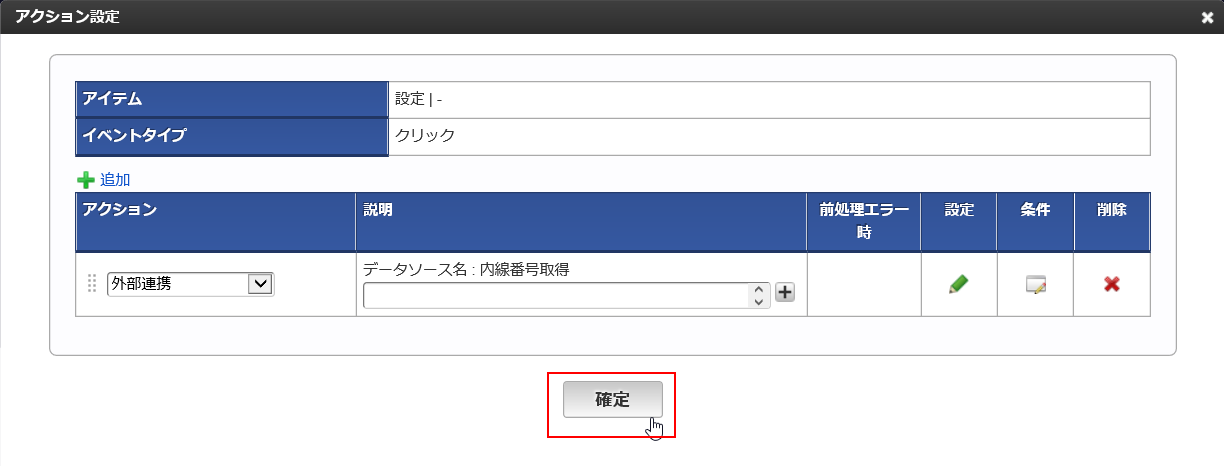 アクション設定
アイテム
設定 | -
イベントタイプ
クリック
追加
アクション
説明
前処理エラー
時
設定
条件
削除
外部連携
データソース名 : 内線番号取得
確定